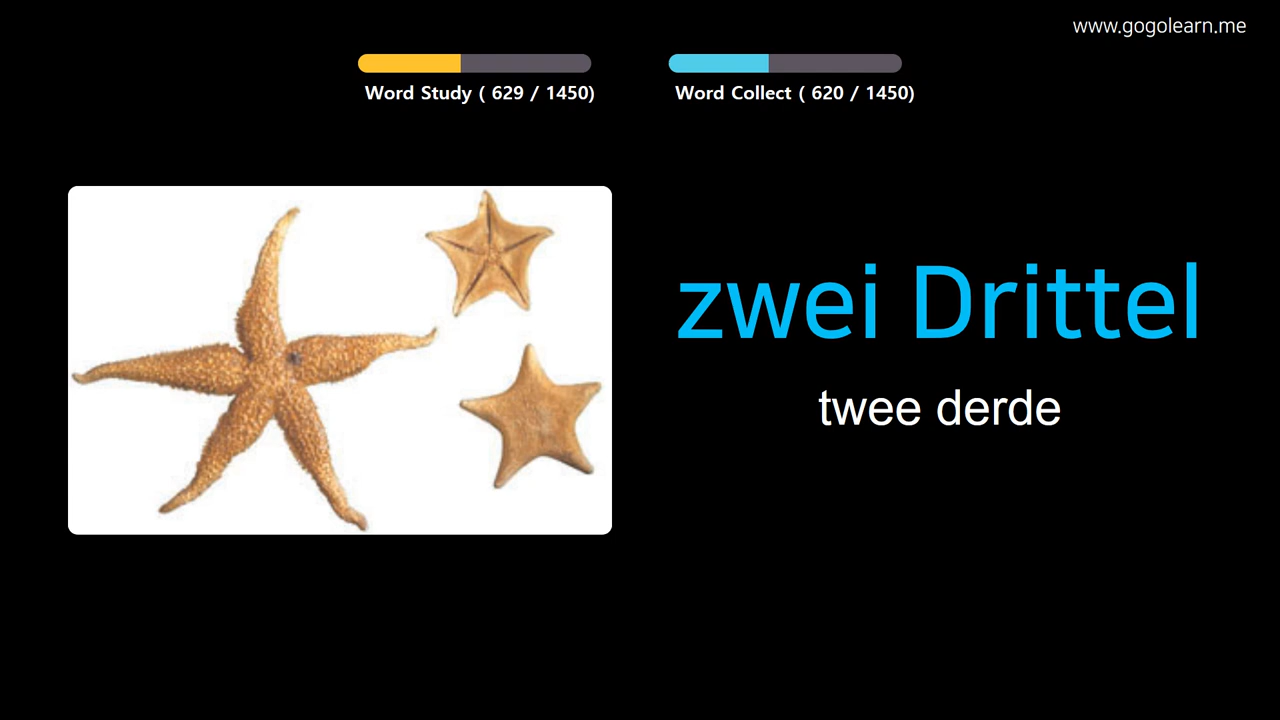 www.gogolearn.me
Word Study ( 629 / 1450)
Word Collect ( 620 / 1450)
zwei Drittel
twee derde